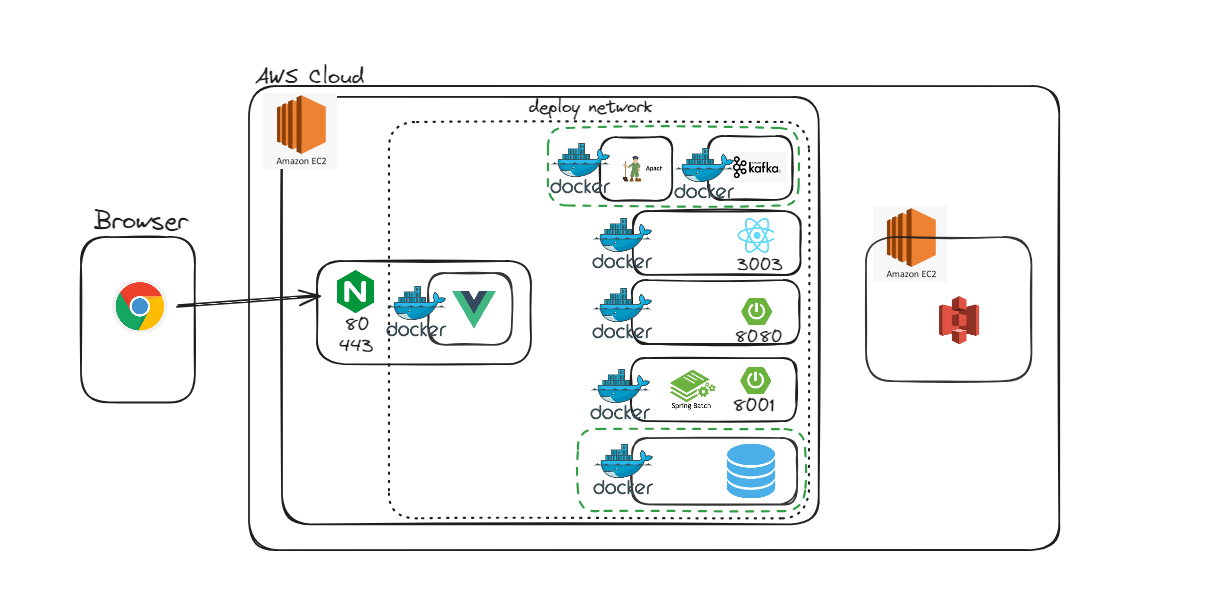 AWS Cloud
deploy network
Amazon EC2
docker
Apach
docker
kafka
Browser
docker
3003
Amazon EC2
80
443
docker
docker
8080
docker
Spring Batch
8001
docker